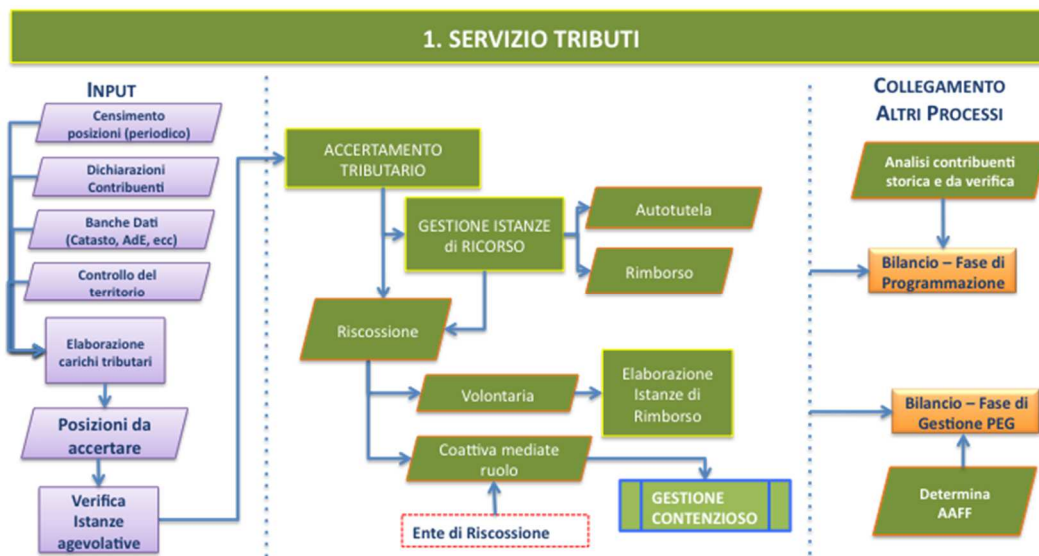 1. SERVIZIO TRIBUTI
INPUT
Censimento
posizioni (periodico)
Dichiarazioni
Contribuenti
Banche Dati
(Catasto, AdE, ecc)
Controllo del
territorio
Elaborazione
carichi tributari
Posizioni da
accertare
Verifica
Istanze
agevolative
ACCERTAMENTO
TRIBUTARIO
GESTIONE ISTANZE
di RICORSO
Autotutela
Rimborso
Riscossione
Volontaria
Elaborazione
Istanze di
Rimborso
Coattiva mediate
ruolo
Ente di Riscossione
GESTIONE
CONTENZIOSO
COLLEGAMENTO
ALTRI PROCESSI
Analisi contribuenti
storica e da verifica
Bilancio – Fase di
Programmazione
Bilancio – Fase di
Gestione PEG
Determina
AAFF